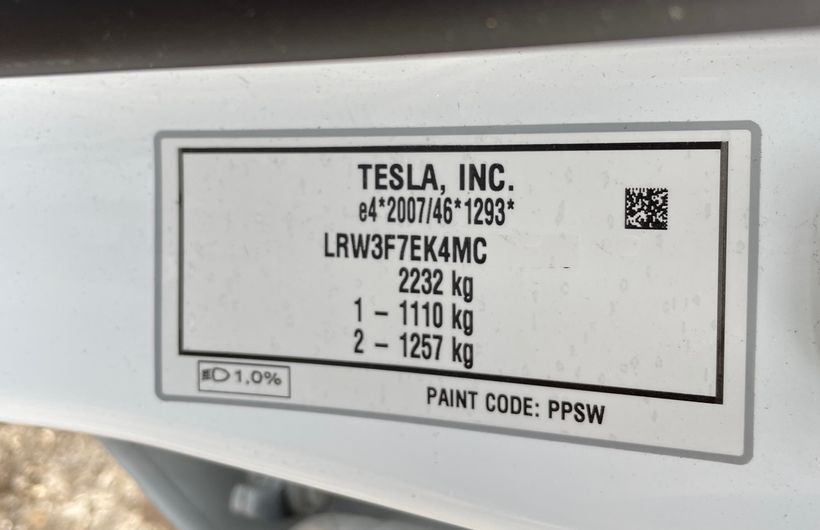 TESLA, INC.
e4*2007/46*1293*
LRW3F7EK4MC
2232 kg
1 – 1110 kg
2 – 1257 kg
1.0%
PAINT CODE: PPSW